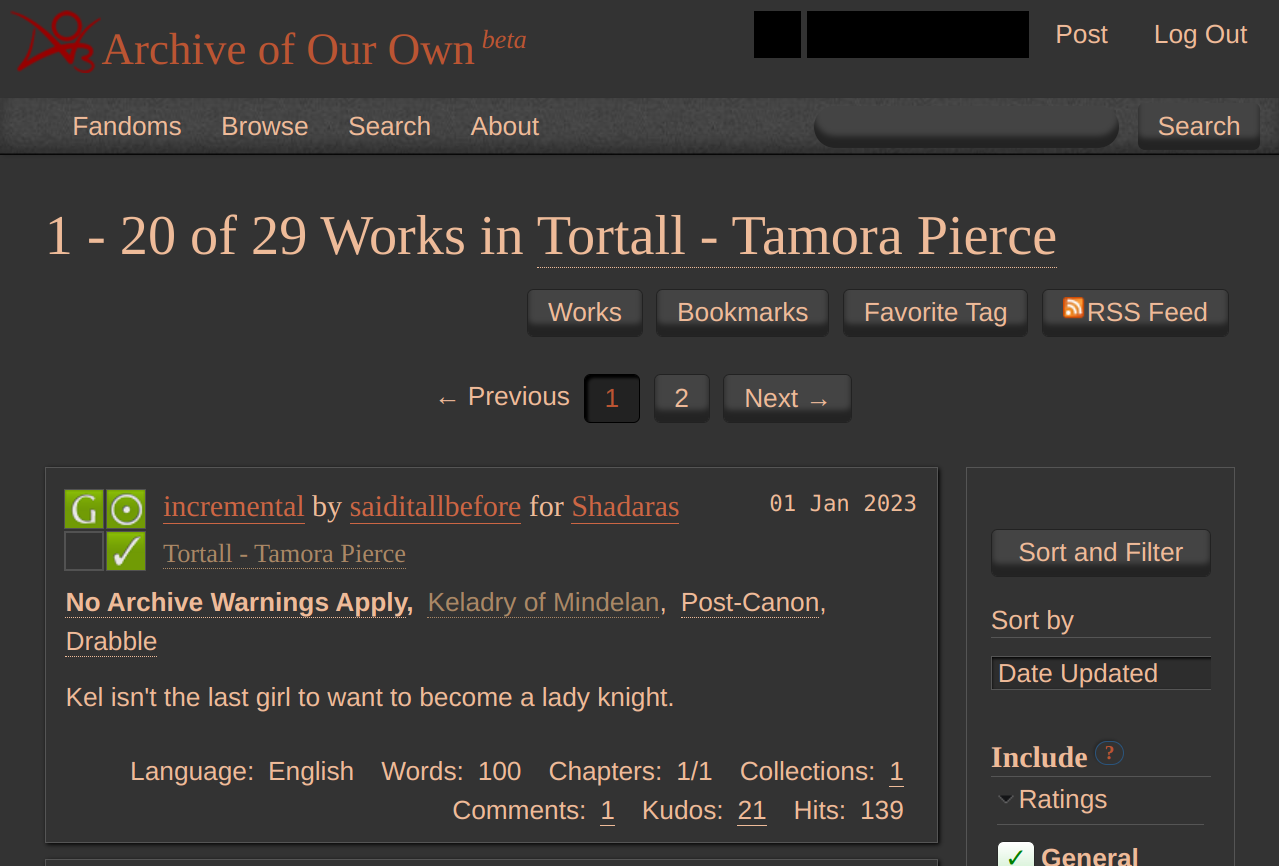 Archive of Our Own beta
Post Log Out
Fandoms Browse Search About Search
1 - 20 of 29 Works in Tortall - Tamora Pierce
Works Bookmarks Favorite Tag RSS Feed
← Previous 1 2 Next →
G incremental by saiditallbefore for Shadaras 01 Jan 2023
Tortall - Tamora Pierce
No Archive Warnings Apply, Keladry of Mindelan, Post-Canon,
Drabble
Kel isn't the last girl to want to become a lady knight.
Language: English Words: 100 Chapters: 1/1 Collections: 1
Comments: 1 Kudos: 21 Hits: 139
Sort and Filter
Sort by
Date Updated
Include ?
Ratings
✓ General